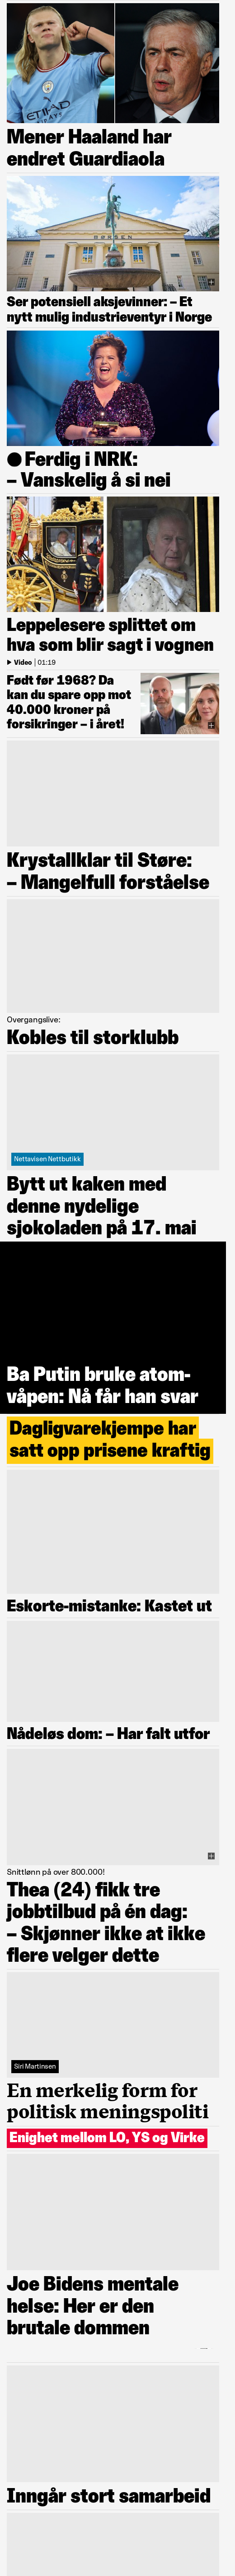 ETIHAD
Mener Haaland har
endret Guardiaola
BØRSEN
Ser potensiell aksjevinner: – Et
nytt mulig industrieventyr i Norge
Ferdig i NRK:
– Vanskelig å si nei
Leppelesere splittet om
hva som blir sagt i vognen
Video | 01:19
Født før 1968? Da
kan du spare opp mot
40.000 kroner på
forsikringer – i året!
Krystallklar til Støre:
– Mangelfull forståelse
Overgangslive:
Kobles til storklubb
Nettavisen Nettbutikk
Bytt ut kaken med
denne nydelige
sjokoladen på 17. mai
Ba Putin bruke atom-
våpen: Nå får han svar
Dagligvarekjempe har
satt opp prisene kraftig
Eskorte-mistanke: Kastet ut
Nådeløs dom: – Har falt utfor
Snittlønn på over 800.000!
Thea (24) fikk tre
jobbtilbud på én dag:
– Skjønner ikke at ikke
flere velger dette
Siri Martinsen
En merkelig form for
politisk meningspoliti
Enighet mellom LO, YS og Virke
Joe Bidens mentale
helse: Her er den
brutale dommen
Inngår stort samarbeid